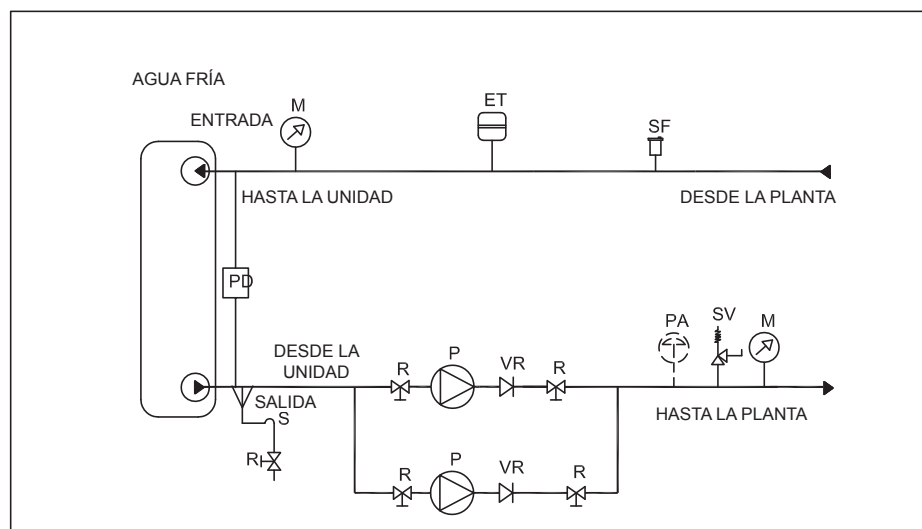 AGUA FRÍA
ENTRADA
M
ET
SF
HASTA LA UNIDAD
DESDE LA PLANTA
PD
DESDE LA
UNIDAD
R
P
VR
R
PA
SV
M
SALIDA
S
HASTA LA PLANTA
R
R
P
VR
R